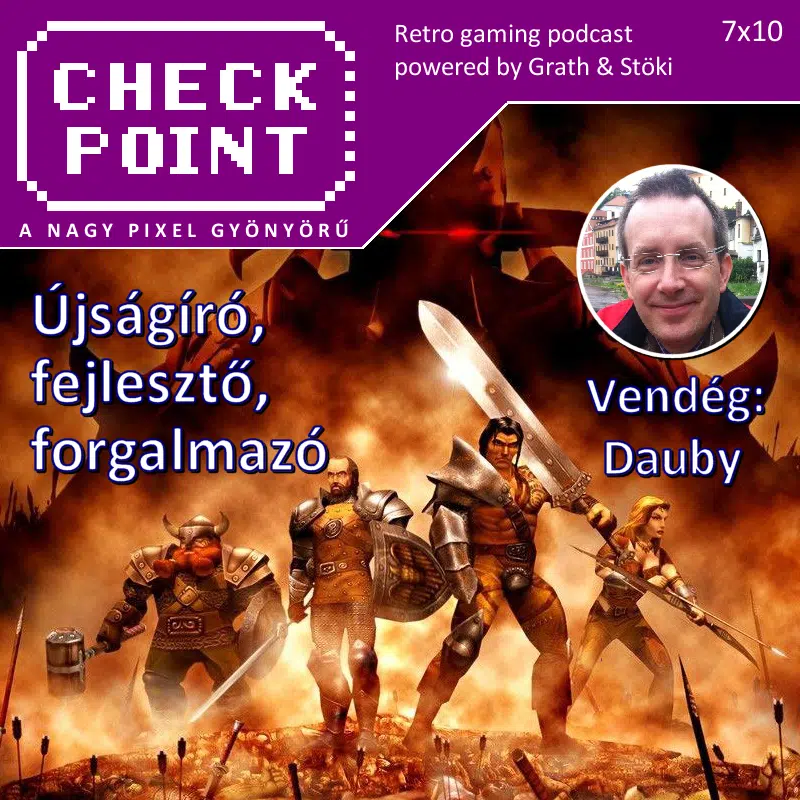 CHECK
POINT
A NAGY PIXEL GYÖNYÖRŰ
Retro gaming podcast
powered by Grath & Stöki
7x10
Újságíró,
fejlesztő,
forgalmazó
Vendég:
Dauby